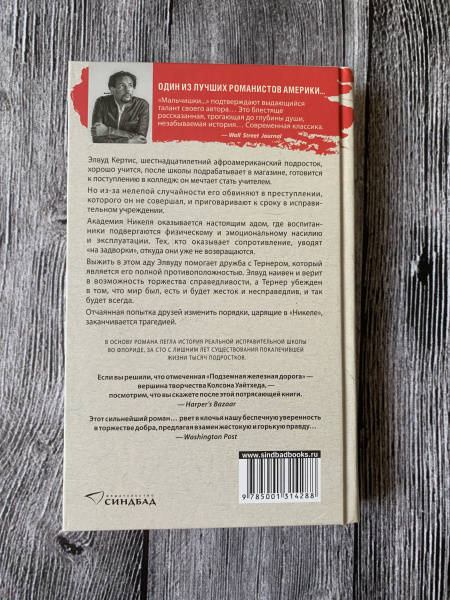 ОДИН ИЗ ЛУЧШИХ РОМАНИСТОВ АМЕРИКИ...
«Мальчишки...» подтверждают выдающийся
талант своего автора... Это блестяще
рассказанная, трогающая до глубины души,
незабываемая история... Современная классика.
— Wall Street Journal
Элвуд Кертис, шестнадцатилетний афроамериканский подросток,
хорошо учится, после школы подрабатывает в магазине, готовится
к поступлению в колледж: он мечтает стать учителем.
Но из-за нелепой случайности его обвиняют в преступлении,
которого он не совершал, и приговаривают к сроку в исправи-
тельном учреждении.
Академия Никеля оказывается настоящим адом, где воспитан-
ники подвергаются физическому и эмоциональному насилию
и эксплуатации. Тех, кто оказывает сопротивление, уводят
«на задворки», откуда они уже не возвращаются.
Выжить в этом аду Элвуду помогает дружба с Тернером, который
является его полной противоположностью. Элвуд наивен и верит
в возможность торжества справедливости, а Тернер убежден
в том, что мир был, есть и будет жесток и несправедлив, и так
будет всегда.
Отчаянная попытка друзей изменить порядки, царящие в «Никеле»,
заканчивается трагедией.
В ОСНОВУ РОМАНА ЛЕГЛА ИСТОРИЯ РЕАЛЬНОЙ ИСПРАВИТЕЛЬНОЙ ШКОЛЫ
ВО ФЛОРИДЕ, ЗА СТО С ЛИШНИМ ЛЕТ СУЩЕСТВОВАНИЯ ПОКАЛЕЧИВШЕЙ
ЖИЗНИ ТЫСЯЧ ПОДРОСТКОВ.
Если вы решили, что отмеченная «Подземная железная дорога» —
вершина творчества Колсона Уайтхеда, —
посмотрим, что вы скажете после этой потрясающей книги.
— Harper's Bazaar
Этот сильнейший роман... рвет в клочья нашу беспечную уверенность
в торжестве добра, предлагая взамен жестокую и горькую правду...
— Washington Post
www.sindbadbooks.ru
ИЗДАТЕЛЬСТВО
СИНДБАД
9 785001 314288